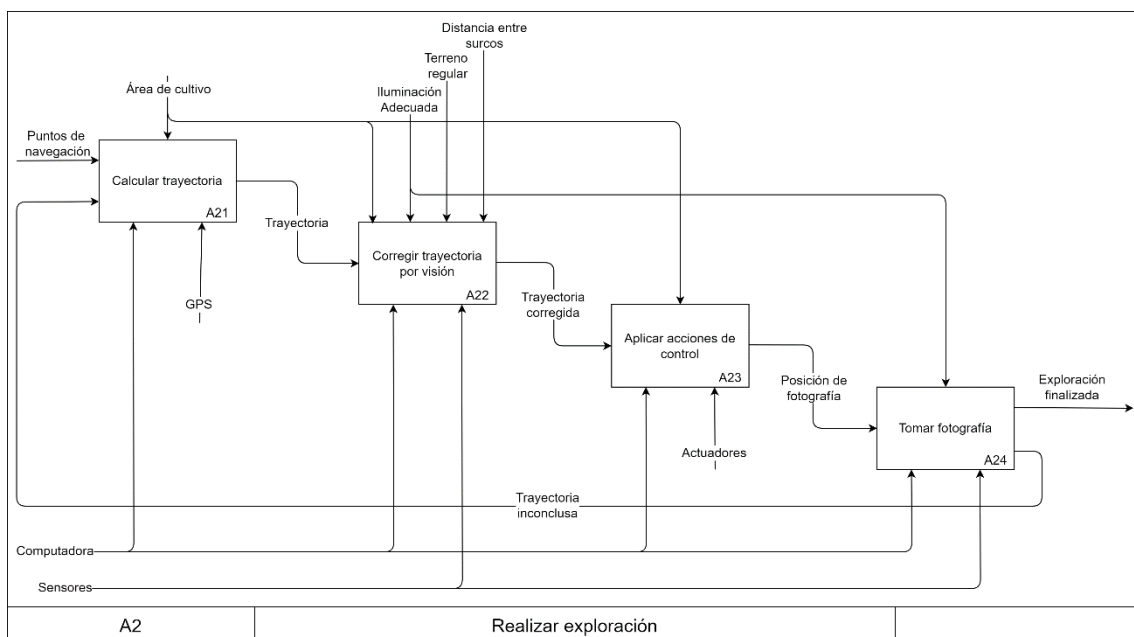 Distancia entre
surcos
Terreno
regular
Iluminación
Adecuada
Área de cultivo
Puntos de
navegación
Calcular trayectoria
A21
Trayectoria
GPS
Corregir trayectoria
por visión
A22
Trayectoria
corregida
Aplicar acciones de
control
A23
Actuadores
Posición de
fotografía
Exploración
finalizada
Tomar fotografía
A24
Trayectoria
inconclusa
Computadora
Sensores
A2
Realizar exploración